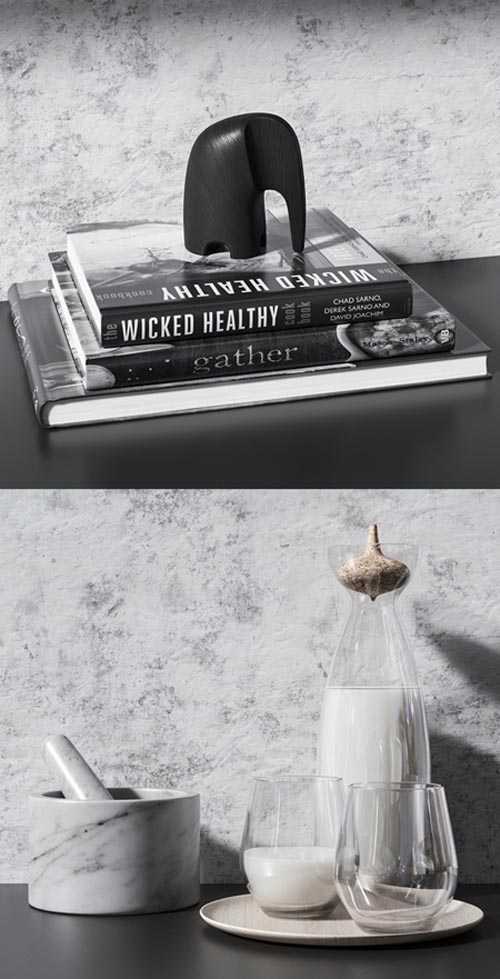 WICKED HEALTHY
cookbook
the WICKED HEALTHY cook book
CHAD SARNO,
DEREK SARNO AND
DAVID JOACHIM
gather